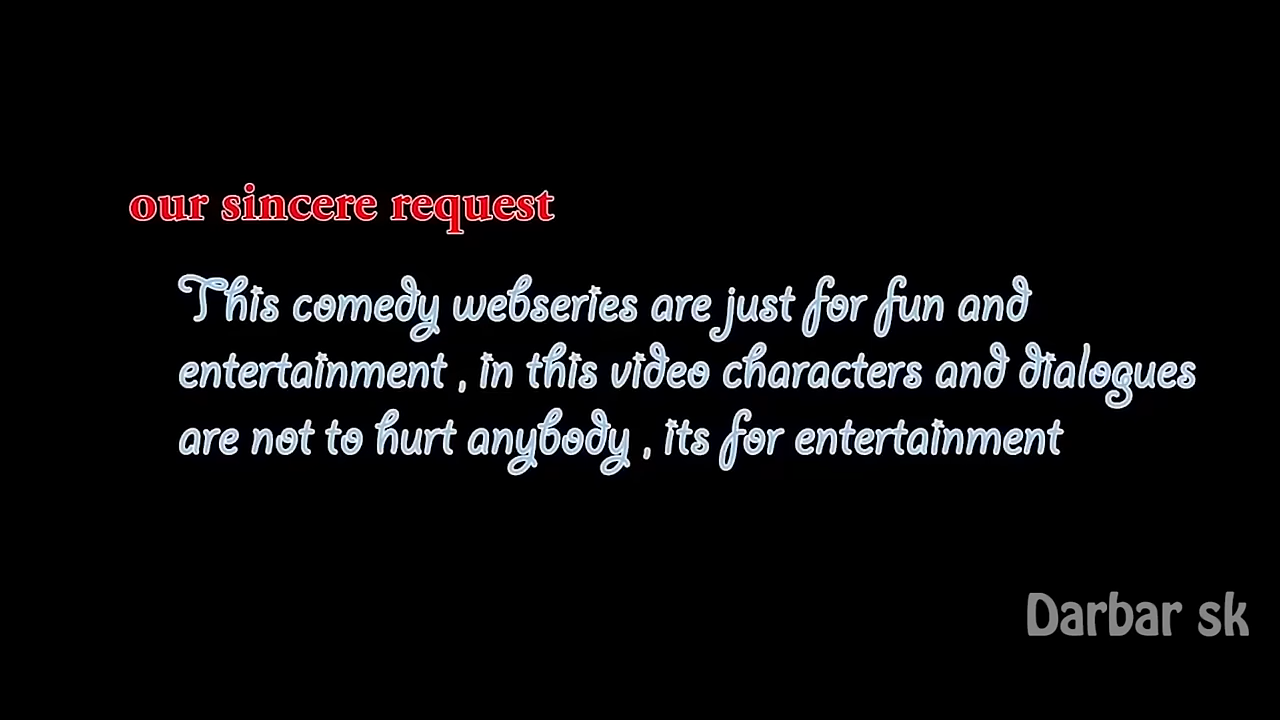 our sincere request
This comedy webseries are just for fun and
entertainment , in this video characters and dialogues
are not to hurt anybody , its for entertainment
Darbar sk